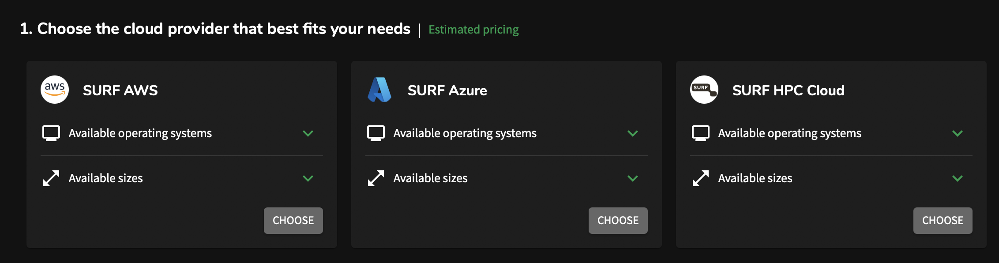 1. Choose the cloud provider that best fits your needs | Estimated pricing
aws
SURF AWS
Available operating systems
Available sizes
CHOOSE
SURF Azure
Available operating systems
Available sizes
CHOOSE
SURF
SURF HPC Cloud
Available operating systems
Available sizes
CHOOSE